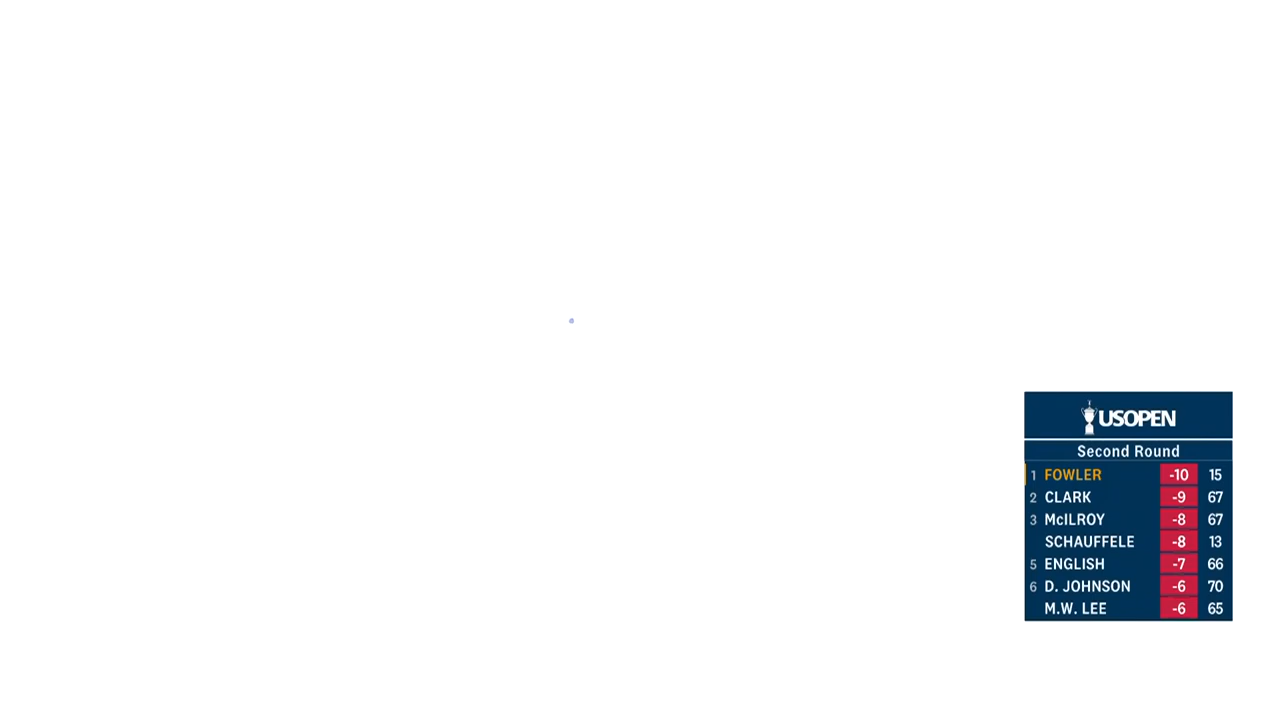 USOPEN
Second Round
1 FOWLER -10 15
2 CLARK -9 67
3 McILROY -8 67
SCHAUFFELE -8 13
5 ENGLISH -7 66
6 D. JOHNSON -6 70
M.W. LEE -6 65